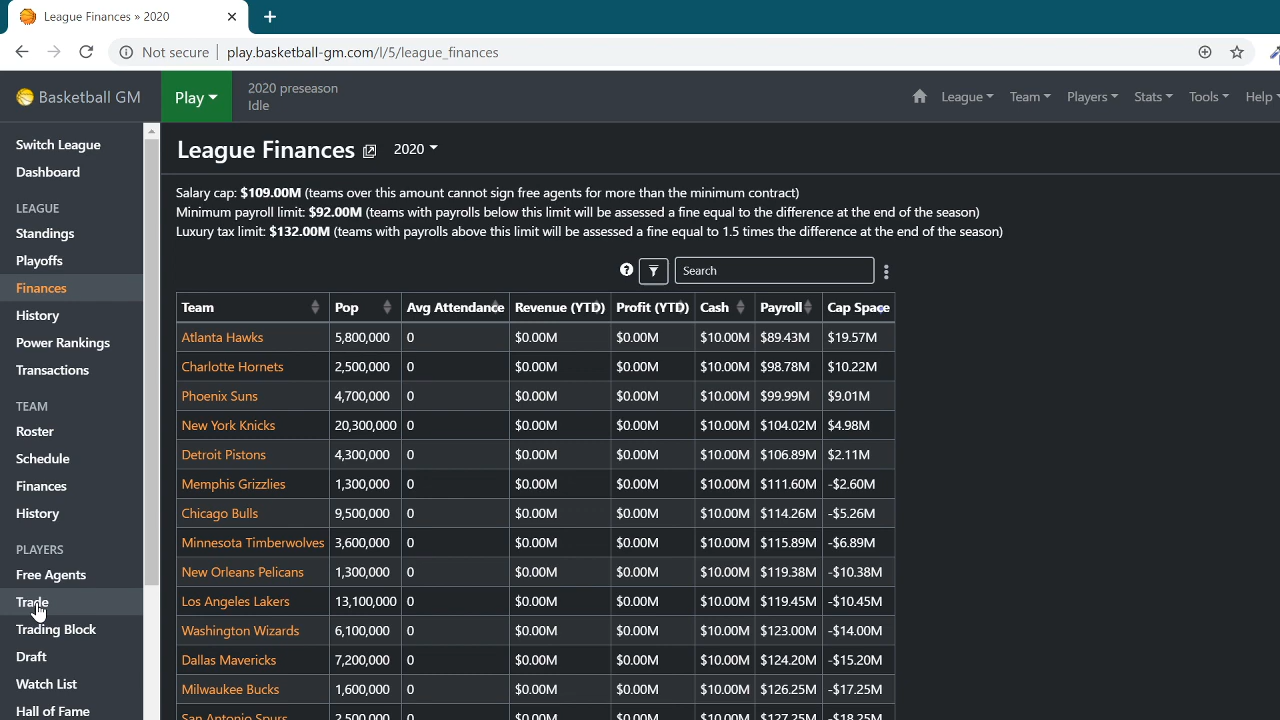 League Finances » 2020
Not secure play.basketball-gm.com/l/5/league_finances
Basketball GM
Play
2020 preseason
Idle
League
Team
Players
Stats
Tools
Help
Switch League
Dashboard
LEAGUE
Standings
Playoffs
Finances
History
Power Rankings
Transactions
TEAM
Roster
Schedule
Finances
History
PLAYERS
Free Agents
Trade
Trading Block
Draft
Watch List
Hall of Fame
League Finances 2020
Salary cap: $109.00M (teams over this amount cannot sign free agents for more than the minimum contract)
Minimum payroll limit: $92.00M (teams with payrolls below this limit will be assessed a fine equal to the difference at the end of the season)
Luxury tax limit: $132.00M (teams with payrolls above this limit will be assessed a fine equal to 1.5 times the difference at the end of the season)
Search
Team Pop Avg Attendance Revenue (YTD) Profit (YTD) Cash Payroll Cap Space
Atlanta Hawks 5,800,000 0 $0.00M $0.00M $10.00M $89.43M $19.57M
Charlotte Hornets 2,500,000 0 $0.00M $0.00M $10.00M $98.78M $10.22M
Phoenix Suns 4,700,000 0 $0.00M $0.00M $10.00M $99.99M $9.01M
New York Knicks 20,300,000 0 $0.00M $0.00M $10.00M $104.02M $4.98M
Detroit Pistons 4,300,000 0 $0.00M $0.00M $10.00M $106.89M $2.11M
Memphis Grizzlies 1,300,000 0 $0.00M $0.00M $10.00M $111.60M -$2.60M
Chicago Bulls 9,500,000 0 $0.00M $0.00M $10.00M $114.26M -$5.26M
Minnesota Timberwolves 3,600,000 0 $0.00M $0.00M $10.00M $115.89M -$6.89M
New Orleans Pelicans 1,300,000 0 $0.00M $0.00M $10.00M $119.38M -$10.38M
Los Angeles Lakers 13,100,000 0 $0.00M $0.00M $10.00M $119.45M -$10.45M
Washington Wizards 6,100,000 0 $0.00M $0.00M $10.00M $123.00M -$14.00M
Dallas Mavericks 7,200,000 0 $0.00M $0.00M $10.00M $124.20M -$15.20M
Milwaukee Bucks 1,600,000 0 $0.00M $0.00M $10.00M $126.25M -$17.25M
San Antonio Spurs 2,500,000 0 $0.00M $0.00M $10.00M $127.25M -$18.25M